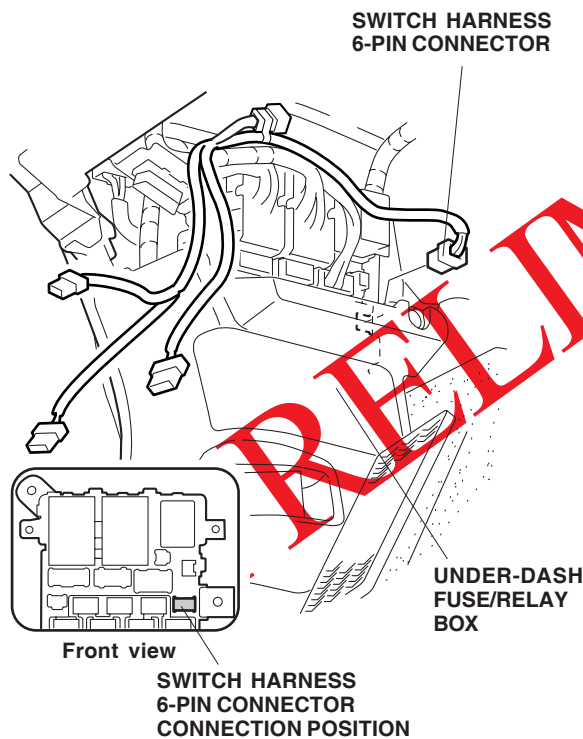 SWITCH HARNESS
6-PIN CONNECTOR
RELIM
UNDER-DASH
FUSE/RELAY
BOX
Front view
SWITCH HARNESS
6-PIN CONNECTOR
CONNECTION POSITION